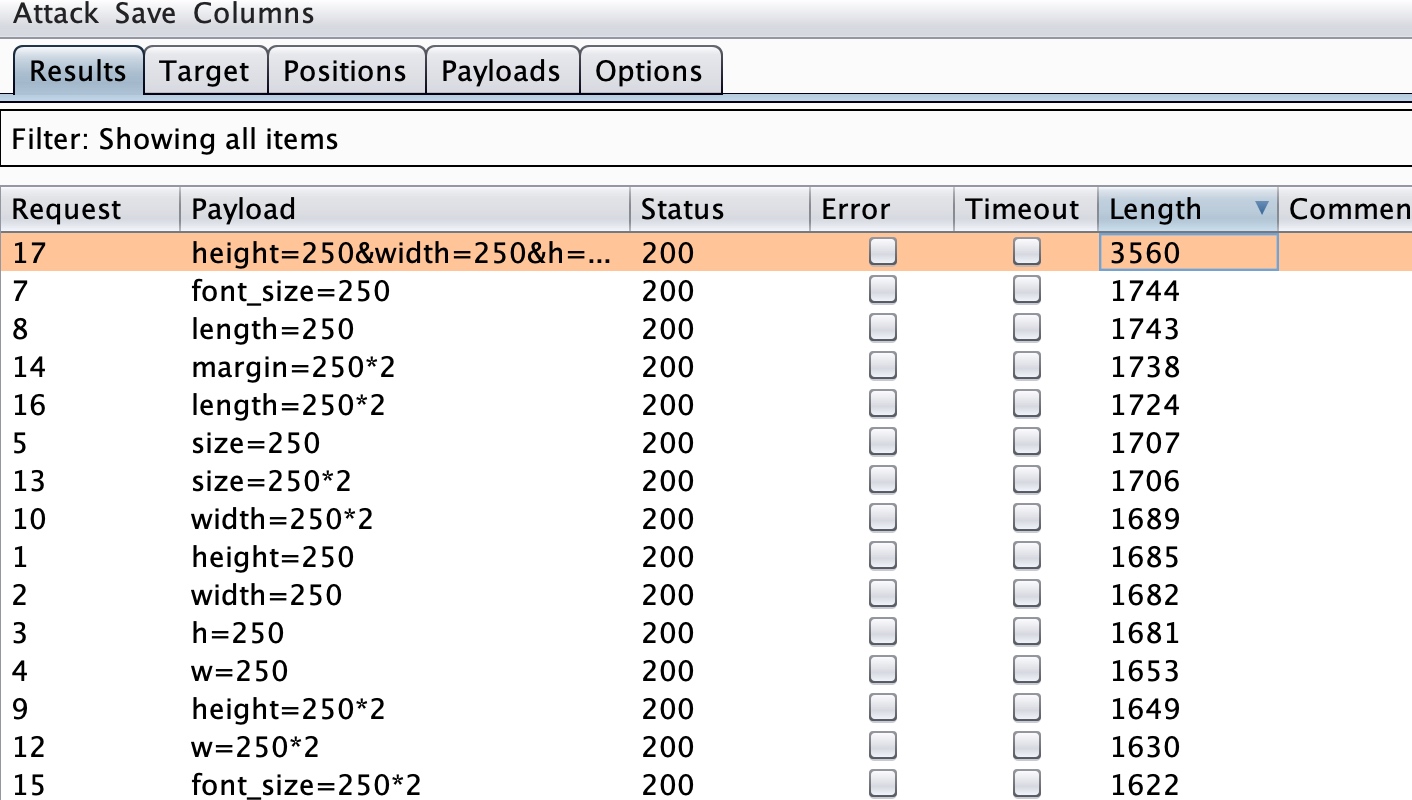 Attack Save Columns
Results Target Positions Payloads Options
Filter: Showing all items
Request Payload Status Error Timeout Length Commen
17 height=250&width=250&h=... 200 3560
7 font_size=250 200 1744
8 length=250 200 1743
14 margin=250*2 200 1738
16 length=250*2 200 1724
5 size=250 200 1707
13 size=250*2 200 1706
10 width=250*2 200 1689
1 height=250 200 1685
2 width=250 200 1682
3 h=250 200 1681
4 w=250 200 1653
9 height=250*2 200 1649
12 w=250*2 200 1630
15 font_size=250*2 200 1622